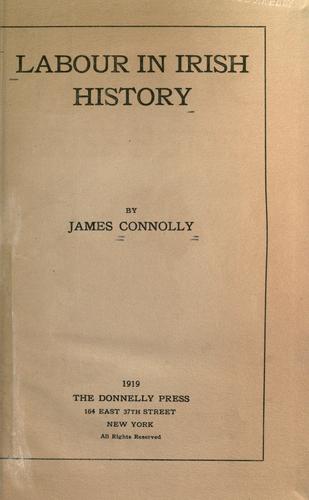 LABOUR IN IRISH
HISTORY
BY
JAMES CONNOLLY
1919
THE DONNELLY PRESS
164 EAST 37TH STREET
NEW YORK
All Rights Reserved